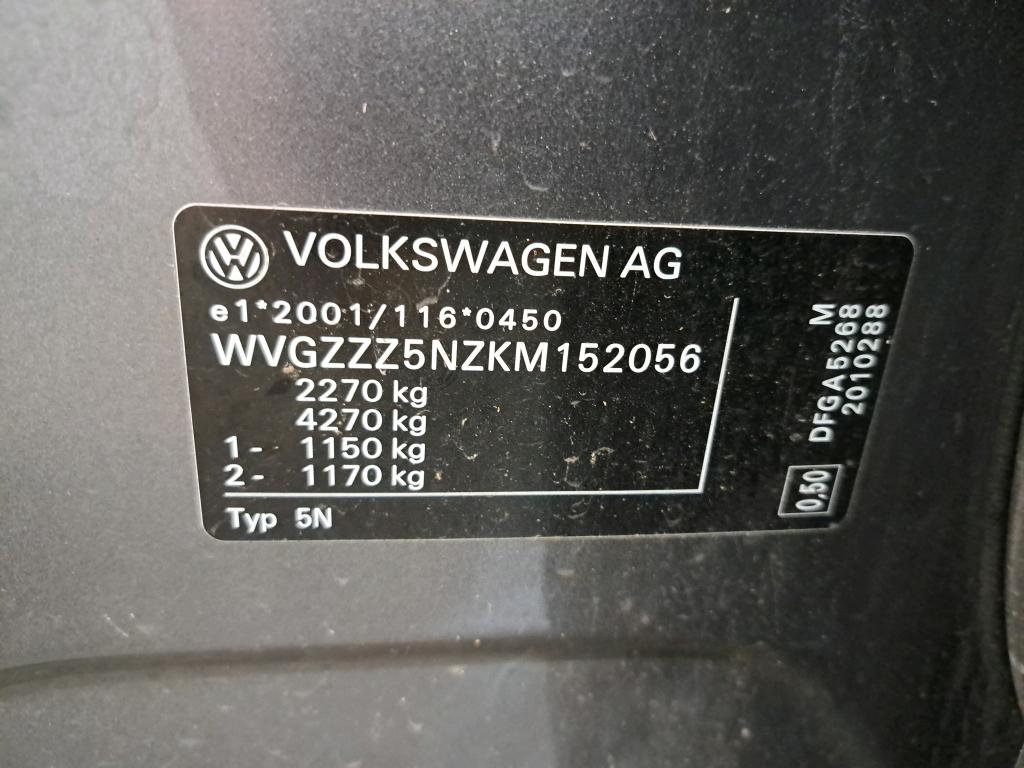 VOLKSWAGEN AG
e1*2001/116*0450
WVGZZZ5NZKM152056
2270 kg
4270 kg
1- 1150 kg
2- 1170 kg
Typ 5N
M
DFGA5268
2010288
0,50